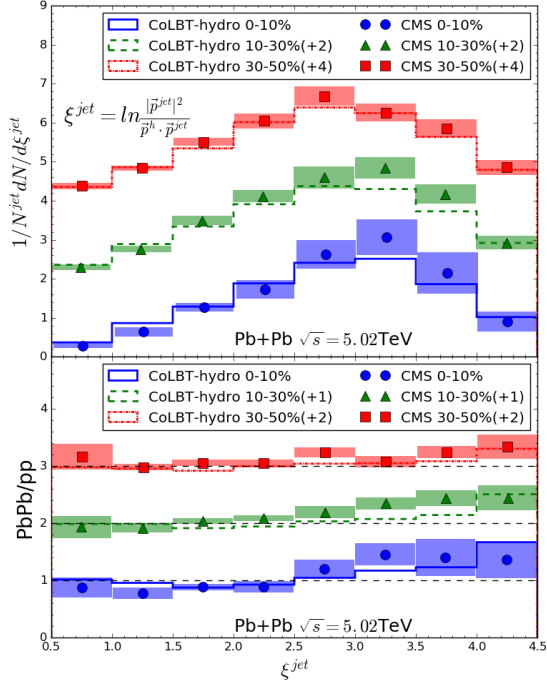 9
8
7
6
5
4
3
2
1
0
1/N^{jet} dN/dξ^{jet}
CoLBT-hydro 0-10%
CoLBT-hydro 10-30%(+2)
CoLBT-hydro 30-50%(+4)
CMS 0-10%
CMS 10-30%(+2)
CMS 30-50%(+4)
ξ^{jet} = ln |p⃗^{jet}|² / p⃗^{h} · p⃗^{jet}
Pb+Pb √s = 5.02TeV
CoLBT-hydro 0-10%
CoLBT-hydro 10-30%(+1)
CoLBT-hydro 30-50%(+2)
CMS 0-10%
CMS 10-30%(+1)
CMS 30-50%(+2)
4
3
2
1
0
PbPb/pp
Pb+Pb √s = 5.02TeV
0.5 1.0 1.5 2.0 2.5 3.0 3.5 4.0 4.5
ξ^{jet}